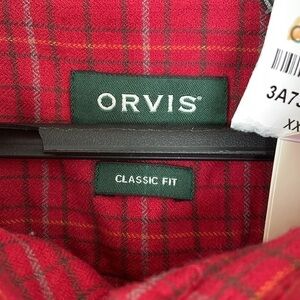 ORVIS®
CLASSIC FIT
3A7
XX